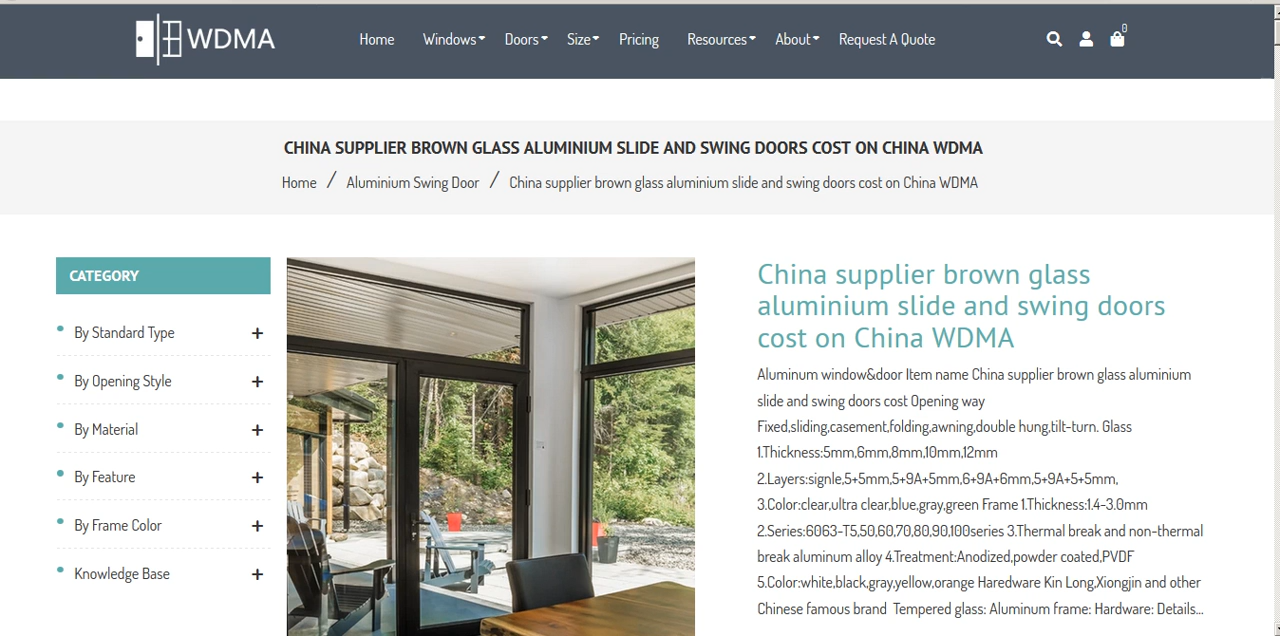 WDMA
Home Windows Doors Size Pricing Resources About Request A Quote
0
CHINA SUPPLIER BROWN GLASS ALUMINIUM SLIDE AND SWING DOORS COST ON CHINA WDMA
Home / Aluminium Swing Door / China supplier brown glass aluminium slide and swing doors cost on China WDMA
CATEGORY
By Standard Type +
By Opening Style +
By Material +
By Feature +
By Frame Color +
Knowledge Base +
China supplier brown glass
aluminium slide and swing doors
cost on China WDMA
Aluminum window&door Item name China supplier brown glass aluminium
slide and swing doors cost Opening way
Fixed,sliding,casement,folding,awning,double hung,tilt-turn. Glass
1.Thickness:5mm,6mm,8mm,10mm,12mm
2.Layers:signle,5+5mm,5+9A+5mm,6+9A+6mm,5+9A+5+5mm,
3.Color:clear,ultra clear,blue,gray,green Frame 1.Thickness:1.4-3.0mm
2.Series:6063-T5,50,60,70,80,90,100series 3.Thermal break and non-thermal
break aluminum alloy 4.Treatment:Anodized,powder coated,PVDF
5.Color:white,black,gray,yellow,orange Haredware Kin Long,Xiongjin and other
Chinese famous brand Tempered glass: Aluminum frame: Hardware: Details...